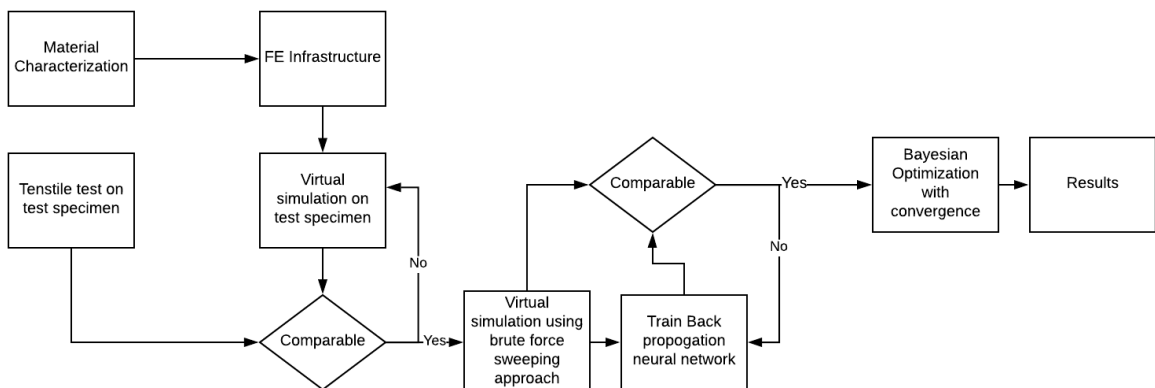 Material
Characterization
FE Infrastructure
Tenstile test on
test specimen
Virtual
simulation on
test specimen
No
Comparable
Yes
Virtual
simulation using
brute force
sweeping
approach
Train Back
propogation
neural network
Comparable
Yes
No
Bayesian
Optimization
with
convergence
Results